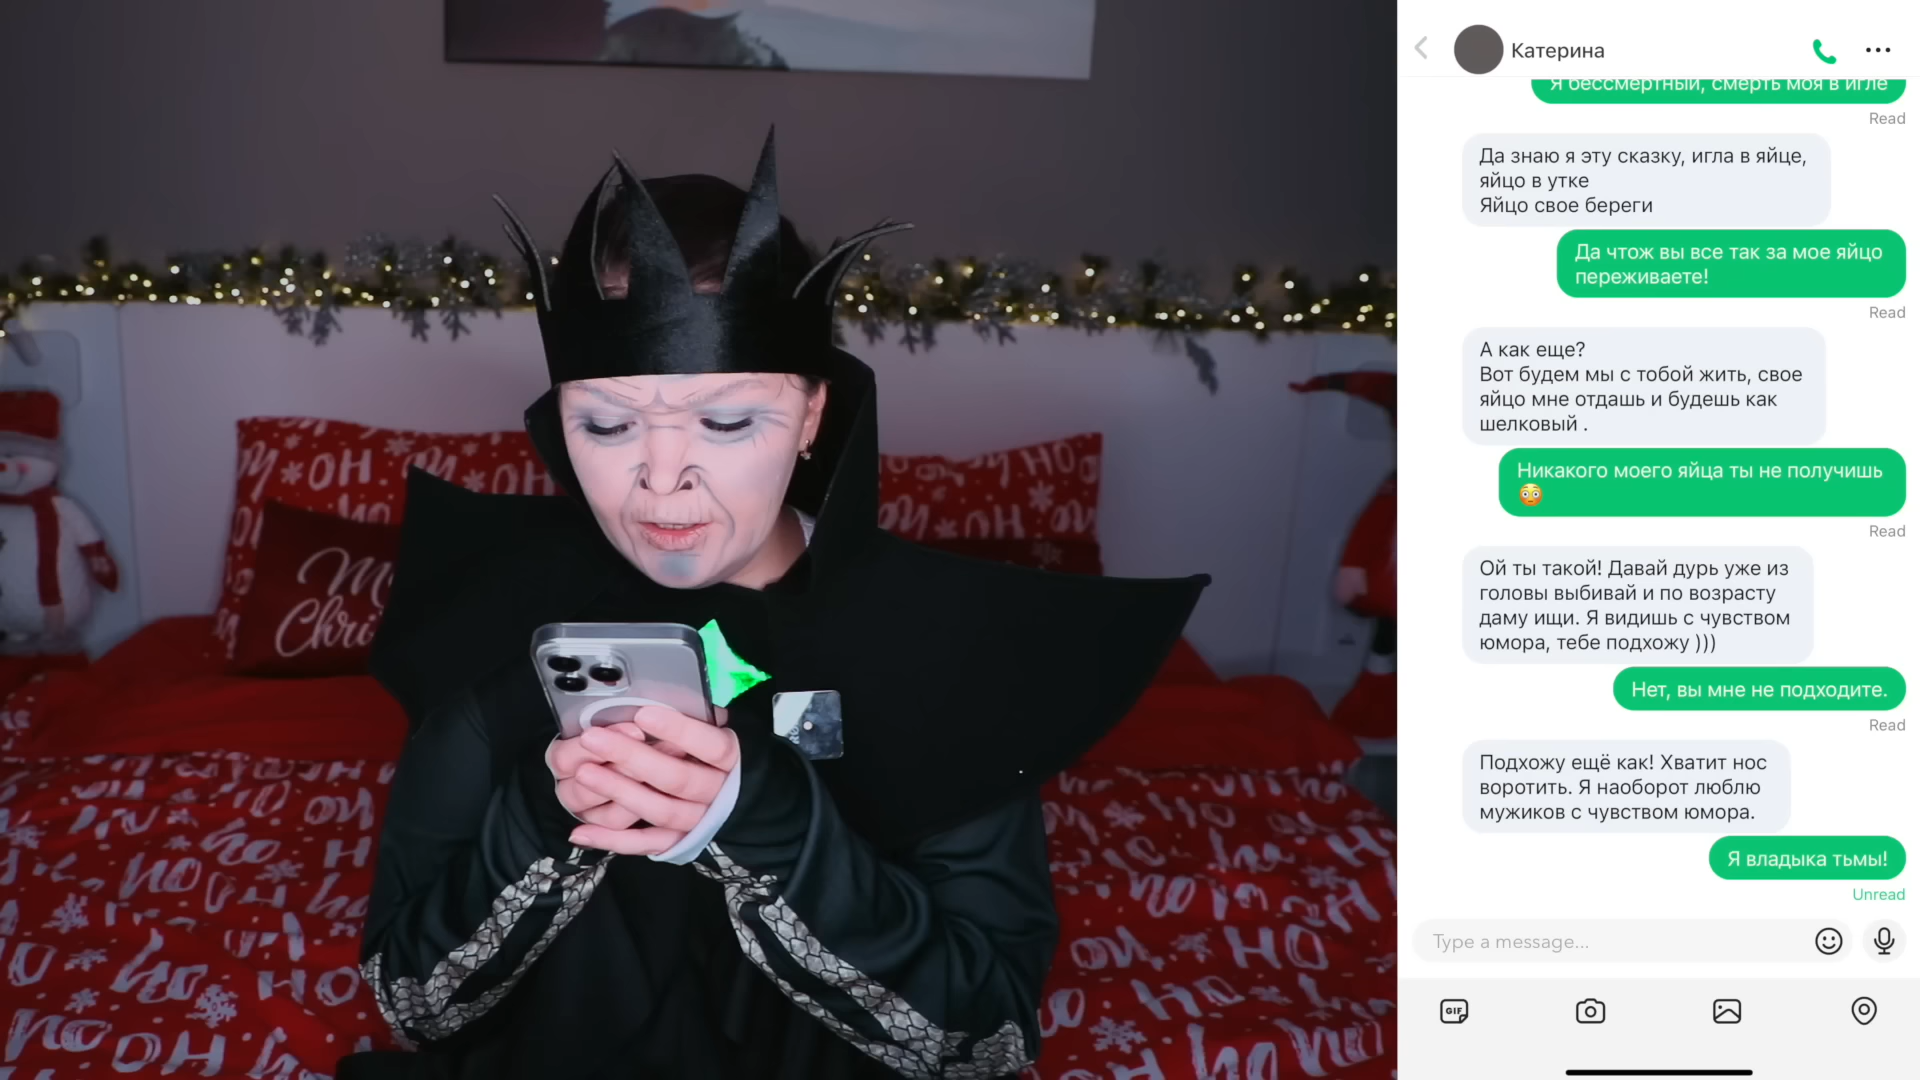 Катерина
Я бессмертный, смерть моя в игле
Read
Да знаю я эту сказку, игла в яйце,
яйцо в утке
Яйцо свое береги
Да чтож вы все так за мое яйцо
переживаете!
Read
А как еще?
Вот будем мы с тобой жить, свое
яйцо мне отдашь и будешь как
шелковый .
Никакого моего яйца ты не получишь
😳
Read
Ой ты такой! Давай дурь уже из
головы выбивай и по возрасту
даму ищи. Я видишь с чувством
юмора, тебе подхожу )))
Нет, вы мне не подходите.
Read
Подхожу ещё как! Хватит нос
воротить. Я наоборот люблю
мужиков с чувством юмора.
Я владыка тьмы!
Unread
Type a message...
GIF